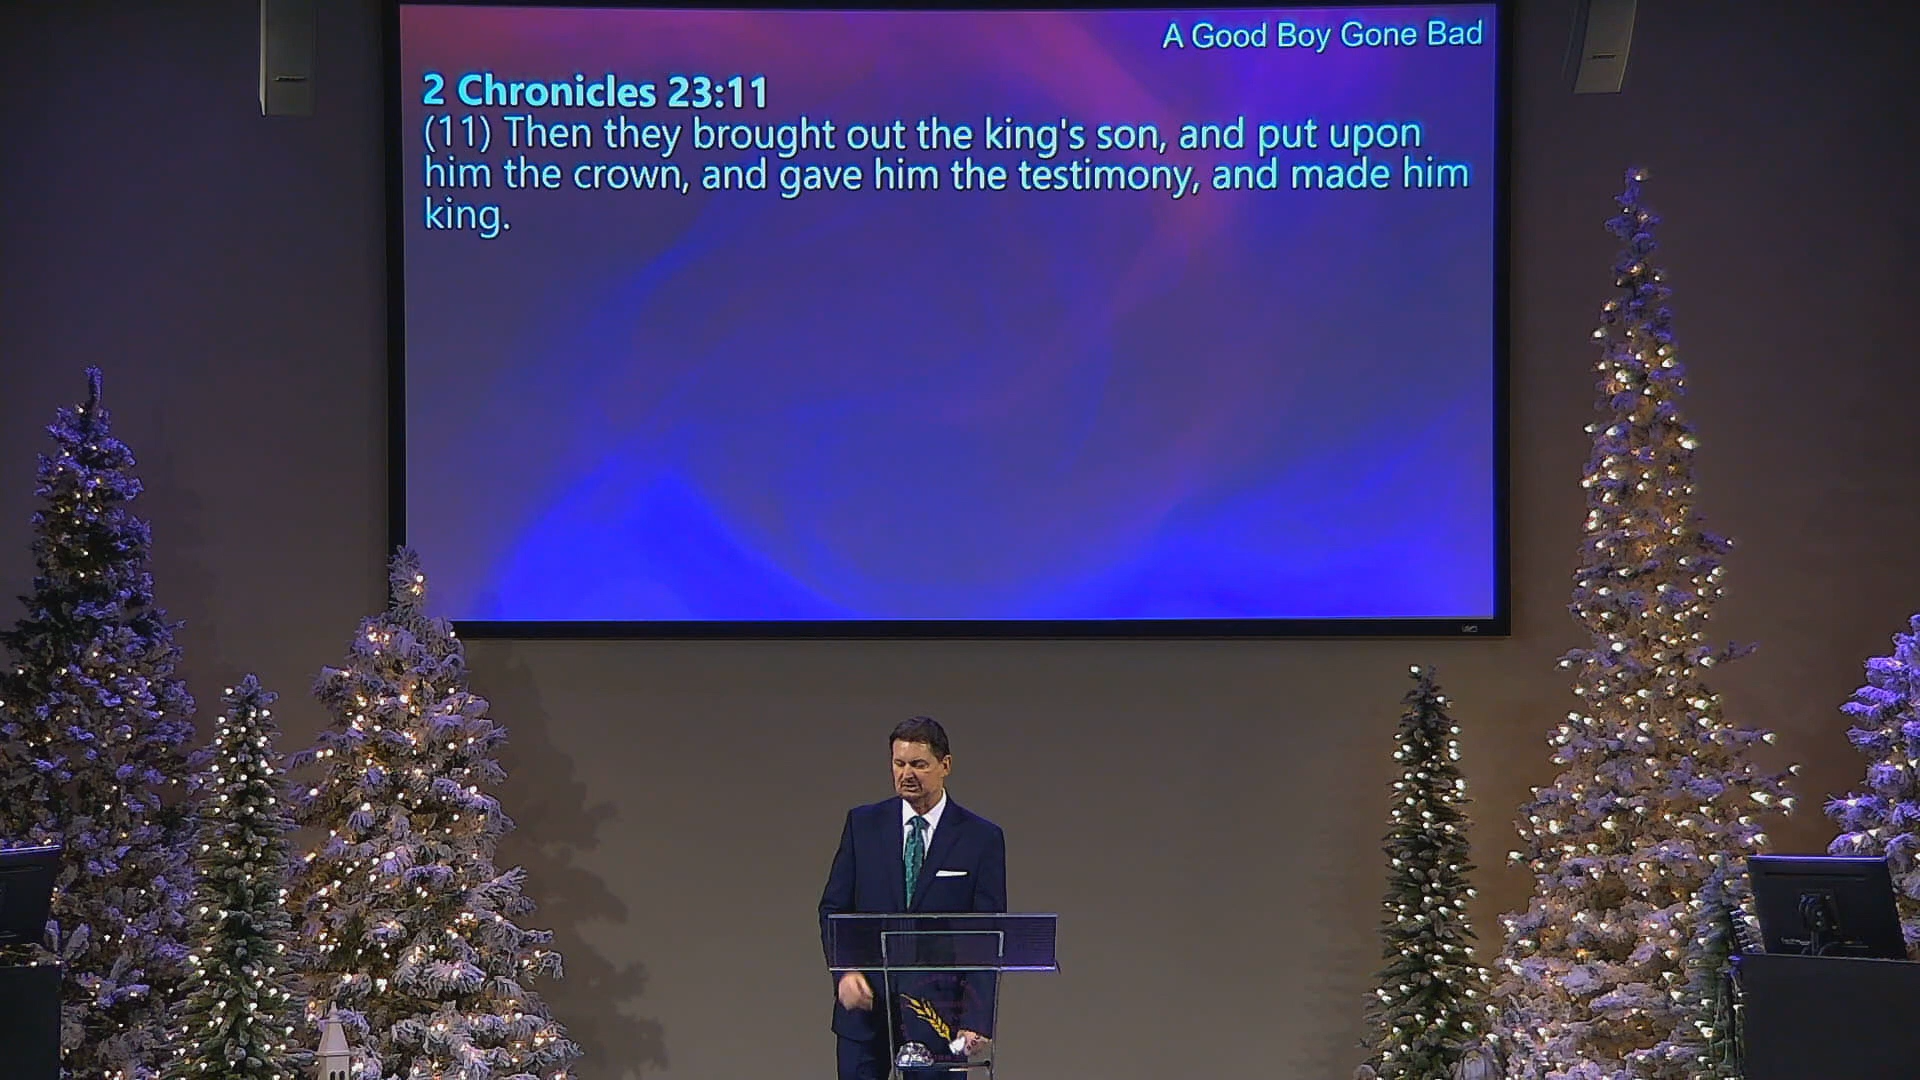 A Good Boy Gone Bad
2 Chronicles 23:11
(11) Then they brought out the king's son, and put upon
him the crown, and gave him the testimony, and made him
king.